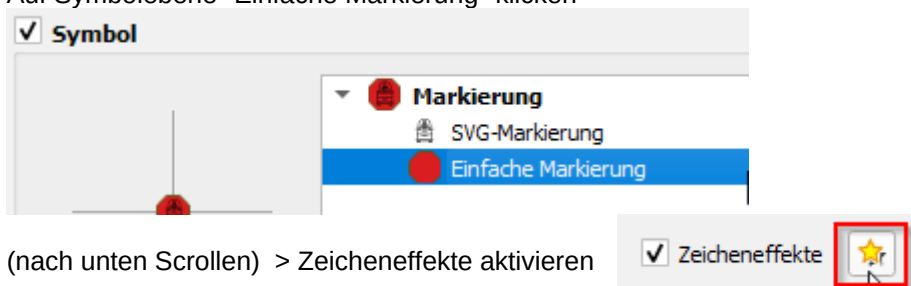 Auf Symbolebene "Einfache Markierung" klicken
Symbol
Markierung
SVG-Markierung
Einfache Markierung
(nach unten Scrollen) > Zeicheneffekte aktivieren Zeicheneffekte